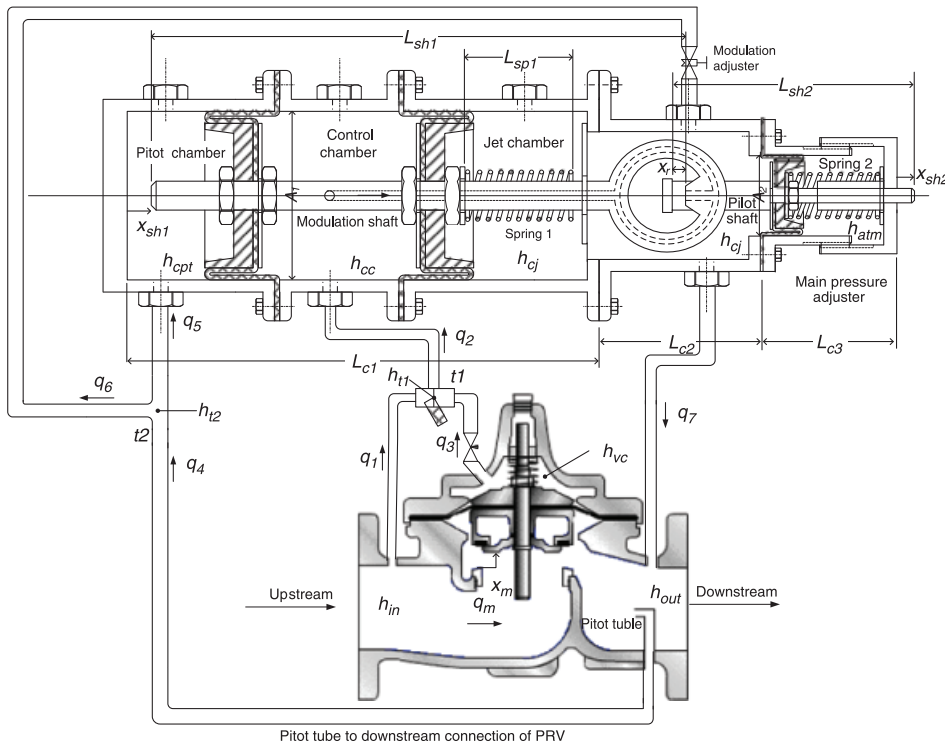 L_sh1
L_sp1
Modulation
adjuster
L_sh2
Pitot chamber
Control
chamber
Jet chamber
Spring 2
A_1
x_r
A_2
x_sh2
x_sh1
Modulation shaft
Spring 1
Pilot
shaft
h_cpt
h_cc
h_cj
h_cj
h_atm
Main pressure
adjuster
q_5
q_2
L_c1
L_c2
L_c3
q_6
h_t1
t1
h_t2
t2
q_7
q_4
q_1
q_3
h_vc
Upstream
h_in
x_m
q_m
h_out
Downstream
Pitot tuble
Pitot tube to downstream connection of PRV